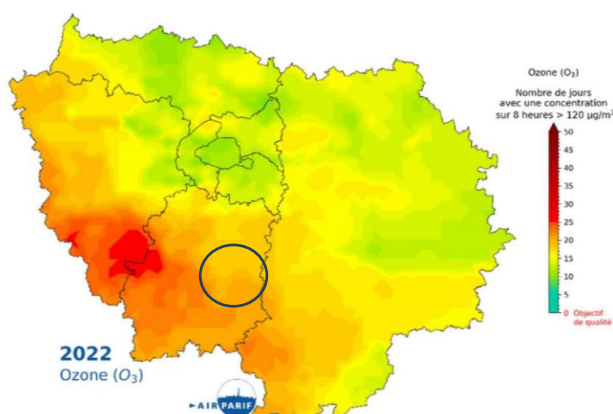 Ozone (O₃)
Nombre de jours
avec une concentration
sur 8 heures > 120 µg/m³
50
45
40
35
30
25
20
15
10
5
0
Objectif
de qualité
2022
Ozone (O₃)
AIRPARIF